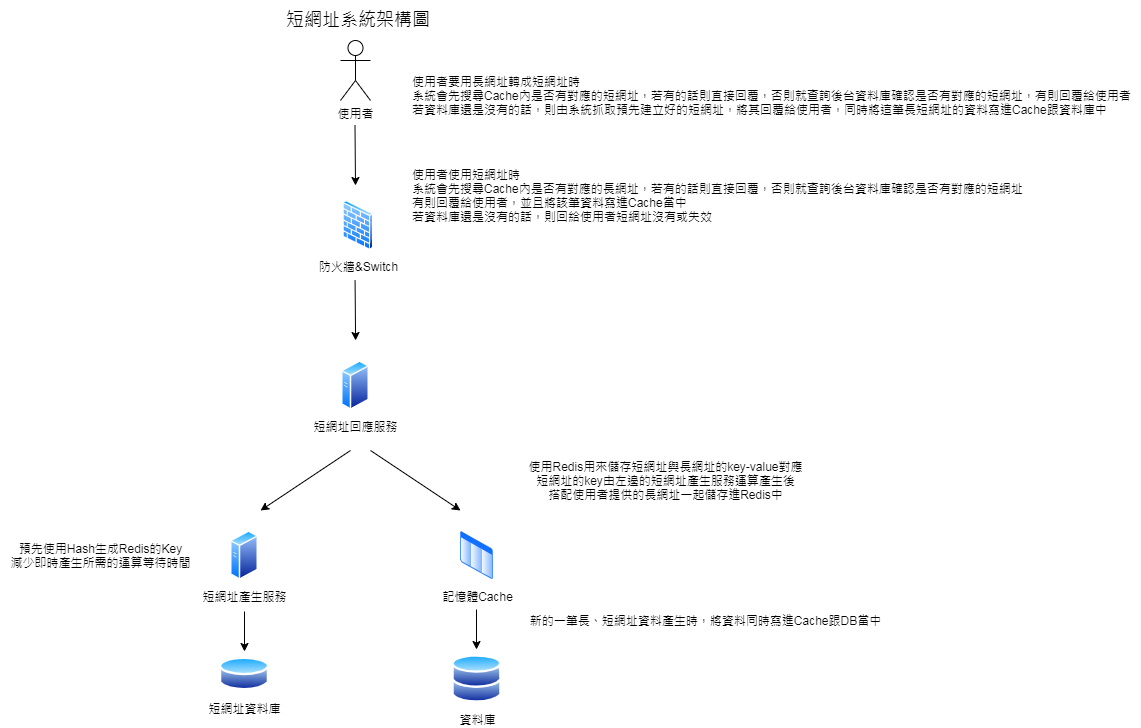 短網址系統架構圖
使用者要用長網址轉成短網址時
系統會先搜尋Cache內是否有對應的短網址，若有的話則直接回覆，否則就查詢後台資料庫確認是否有對應的短網址，有則回覆給使用者
若資料庫還是沒有的話，則由系統抓取預先建立好的短網址，將其回覆給使用者，同時將這筆長短網址的資料寫進Cache跟資料庫中
使用者
使用者使用短網址時
系統會先搜尋Cache內是否有對應的長網址，若有的話則直接回覆，否則就查詢後台資料庫確認是否有對應的短網址
有則回覆給使用者，並且將該筆資料寫進Cache當中
若資料庫還是沒有的話，則回給使用者短網址沒有或失效
防火牆&Switch
短網址回應服務
使用Redis用來儲存短網址與長網址的key-value對應
短網址的key由左邊的短網址產生服務運算產生後
搭配使用者提供的長網址一起儲存進Redis中
預先使用Hash生成Redis的Key
減少即時產生所需的運算等待時間
短網址產生服務
記憶體Cache
新的一筆長、短網址資料產生時，將資料同時寫進Cache跟DB當中
短網址資料庫
資料庫